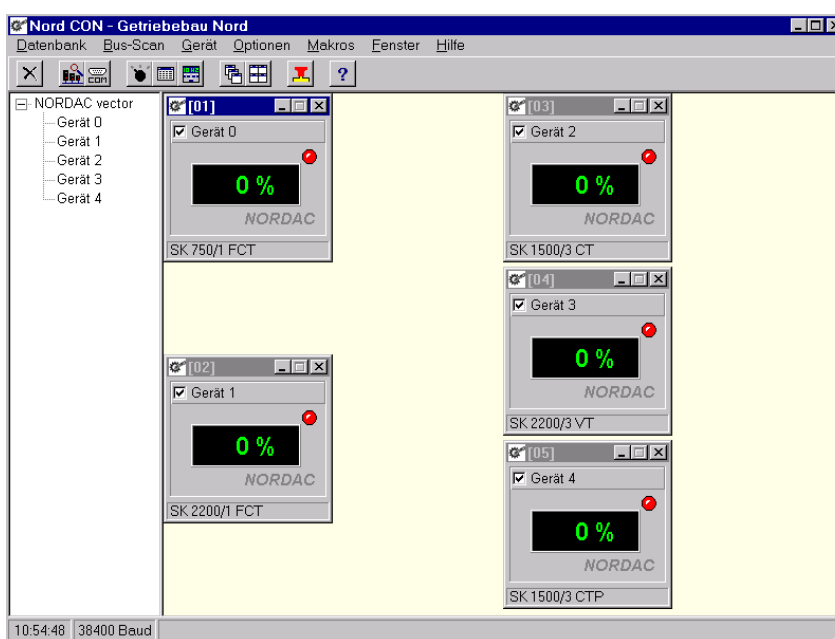 Nord CON - Getriebebau Nord
Datenbank Bus-Scan Gerät Optionen Makros Fenster Hilfe
CON
?
NORDAC vector
Gerät 0
Gerät 1
Gerät 2
Gerät 3
Gerät 4
[01]
Gerät 0
0 %
NORDAC
SK 750/1 FCT
[02]
Gerät 1
0 %
NORDAC
SK 2200/1 FCT
[03]
Gerät 2
0 %
NORDAC
SK 1500/3 CT
[04]
Gerät 3
0 %
NORDAC
SK 2200/3 VT
[05]
Gerät 4
0 %
NORDAC
SK 1500/3 CTP
10:54:48 38400 Baud